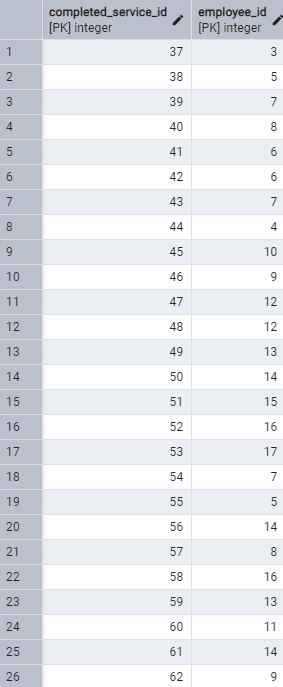 completed_service_id employee_id
[PK] integer [PK] integer
1 37 3
2 38 5
3 39 7
4 40 8
5 41 6
6 42 6
7 43 7
8 44 4
9 45 10
10 46 9
11 47 12
12 48 12
13 49 13
14 50 14
15 51 15
16 52 16
17 53 17
18 54 7
19 55 5
20 56 14
21 57 8
22 58 16
23 59 13
24 60 11
25 61 14
26 62 9